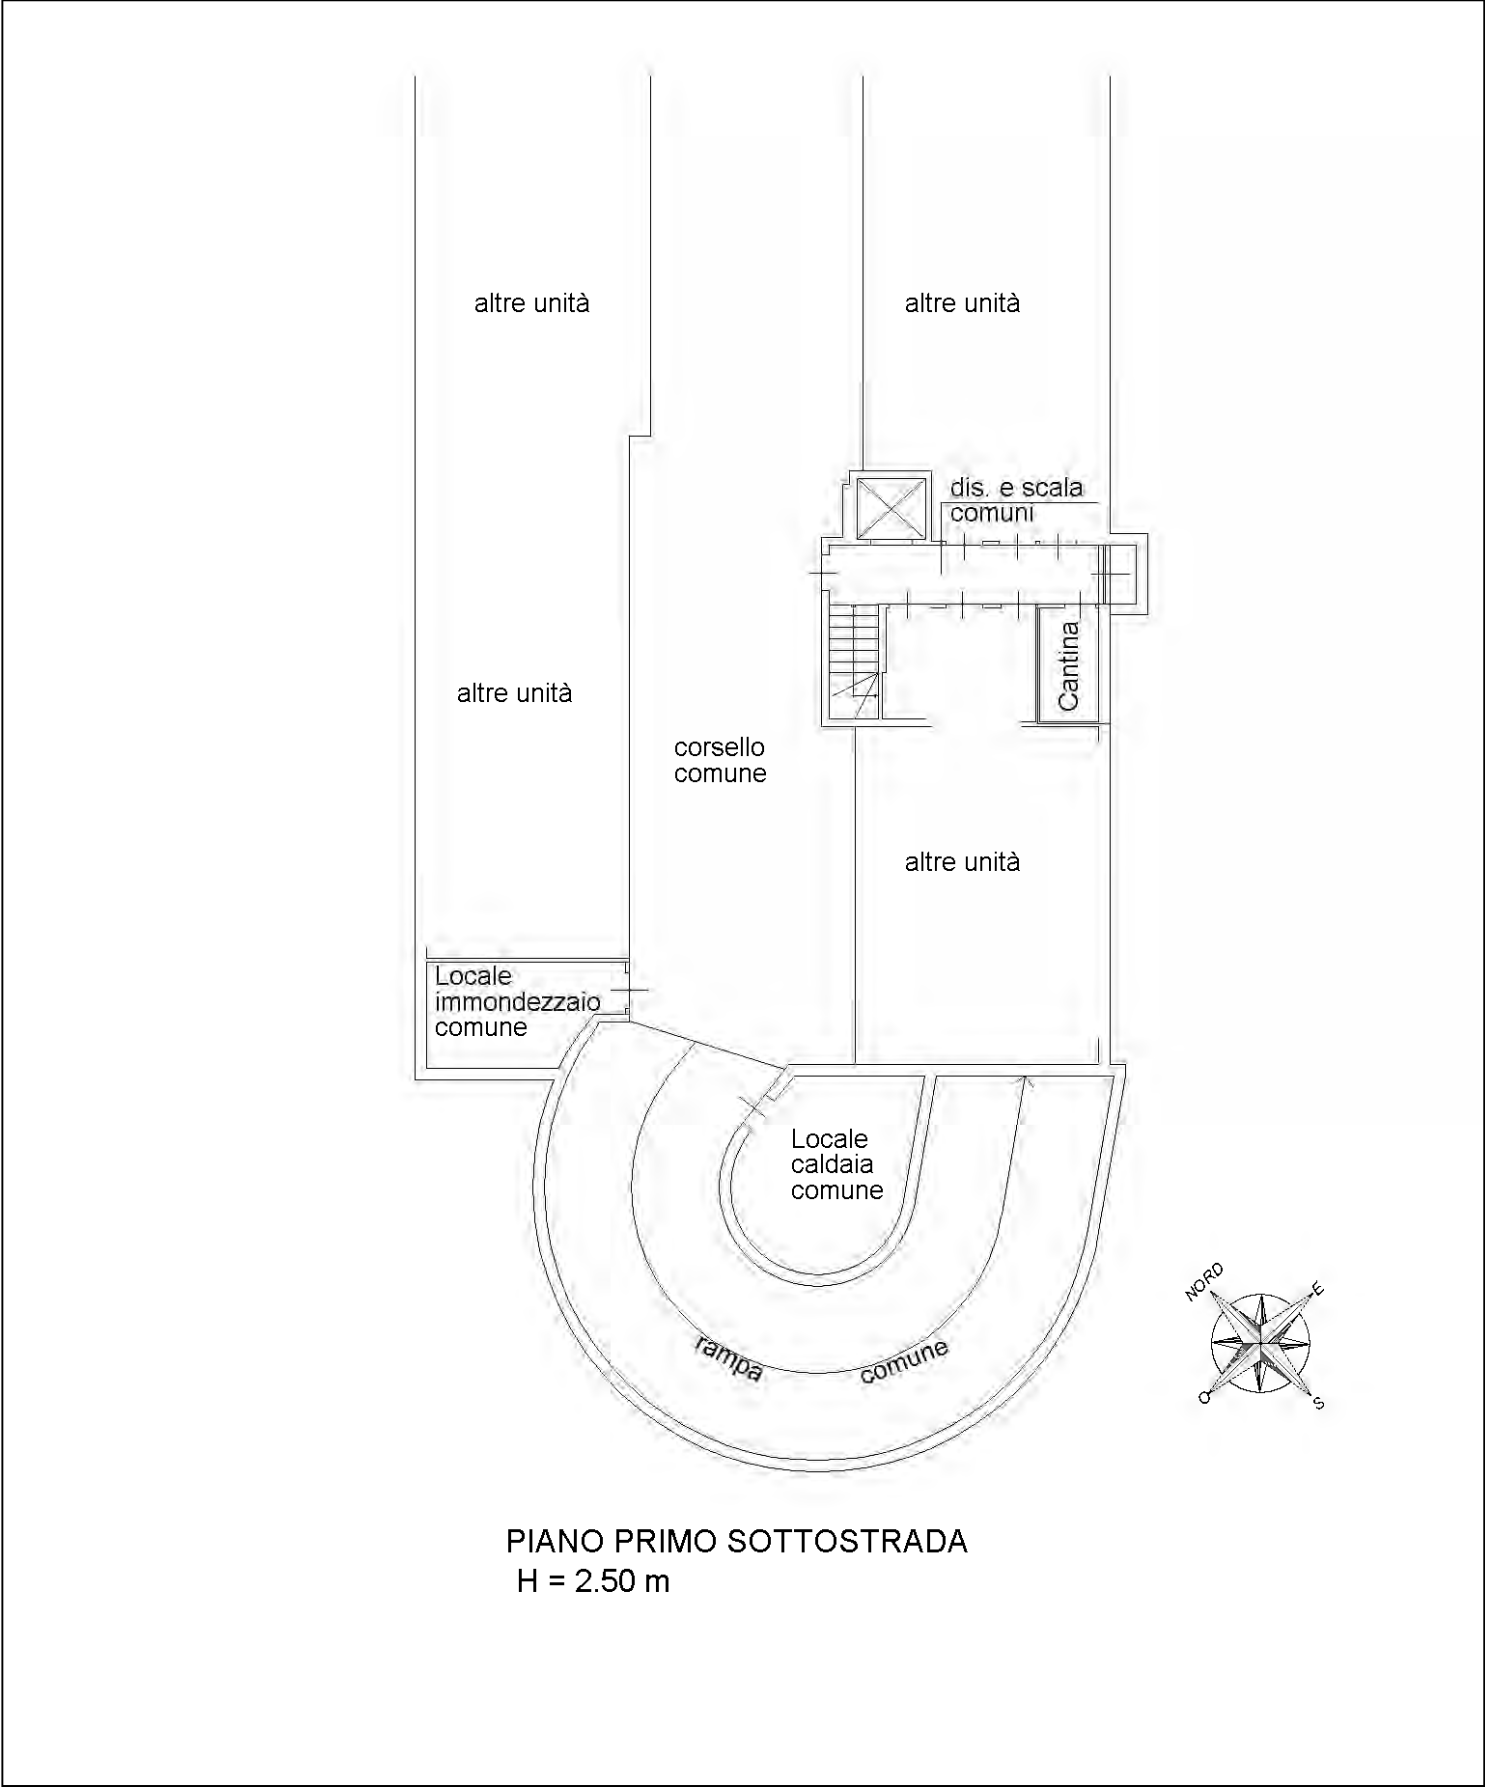 altre unità
altre unità
dis. e scala
comuni
Cantina
altre unità
corsello
comune
altre unità
Locale
immondezzaio
comune
Locale
caldaia
comune
rampa comune
NORD
E
O
S
PIANO PRIMO SOTTOSTRADA
H = 2.50 m